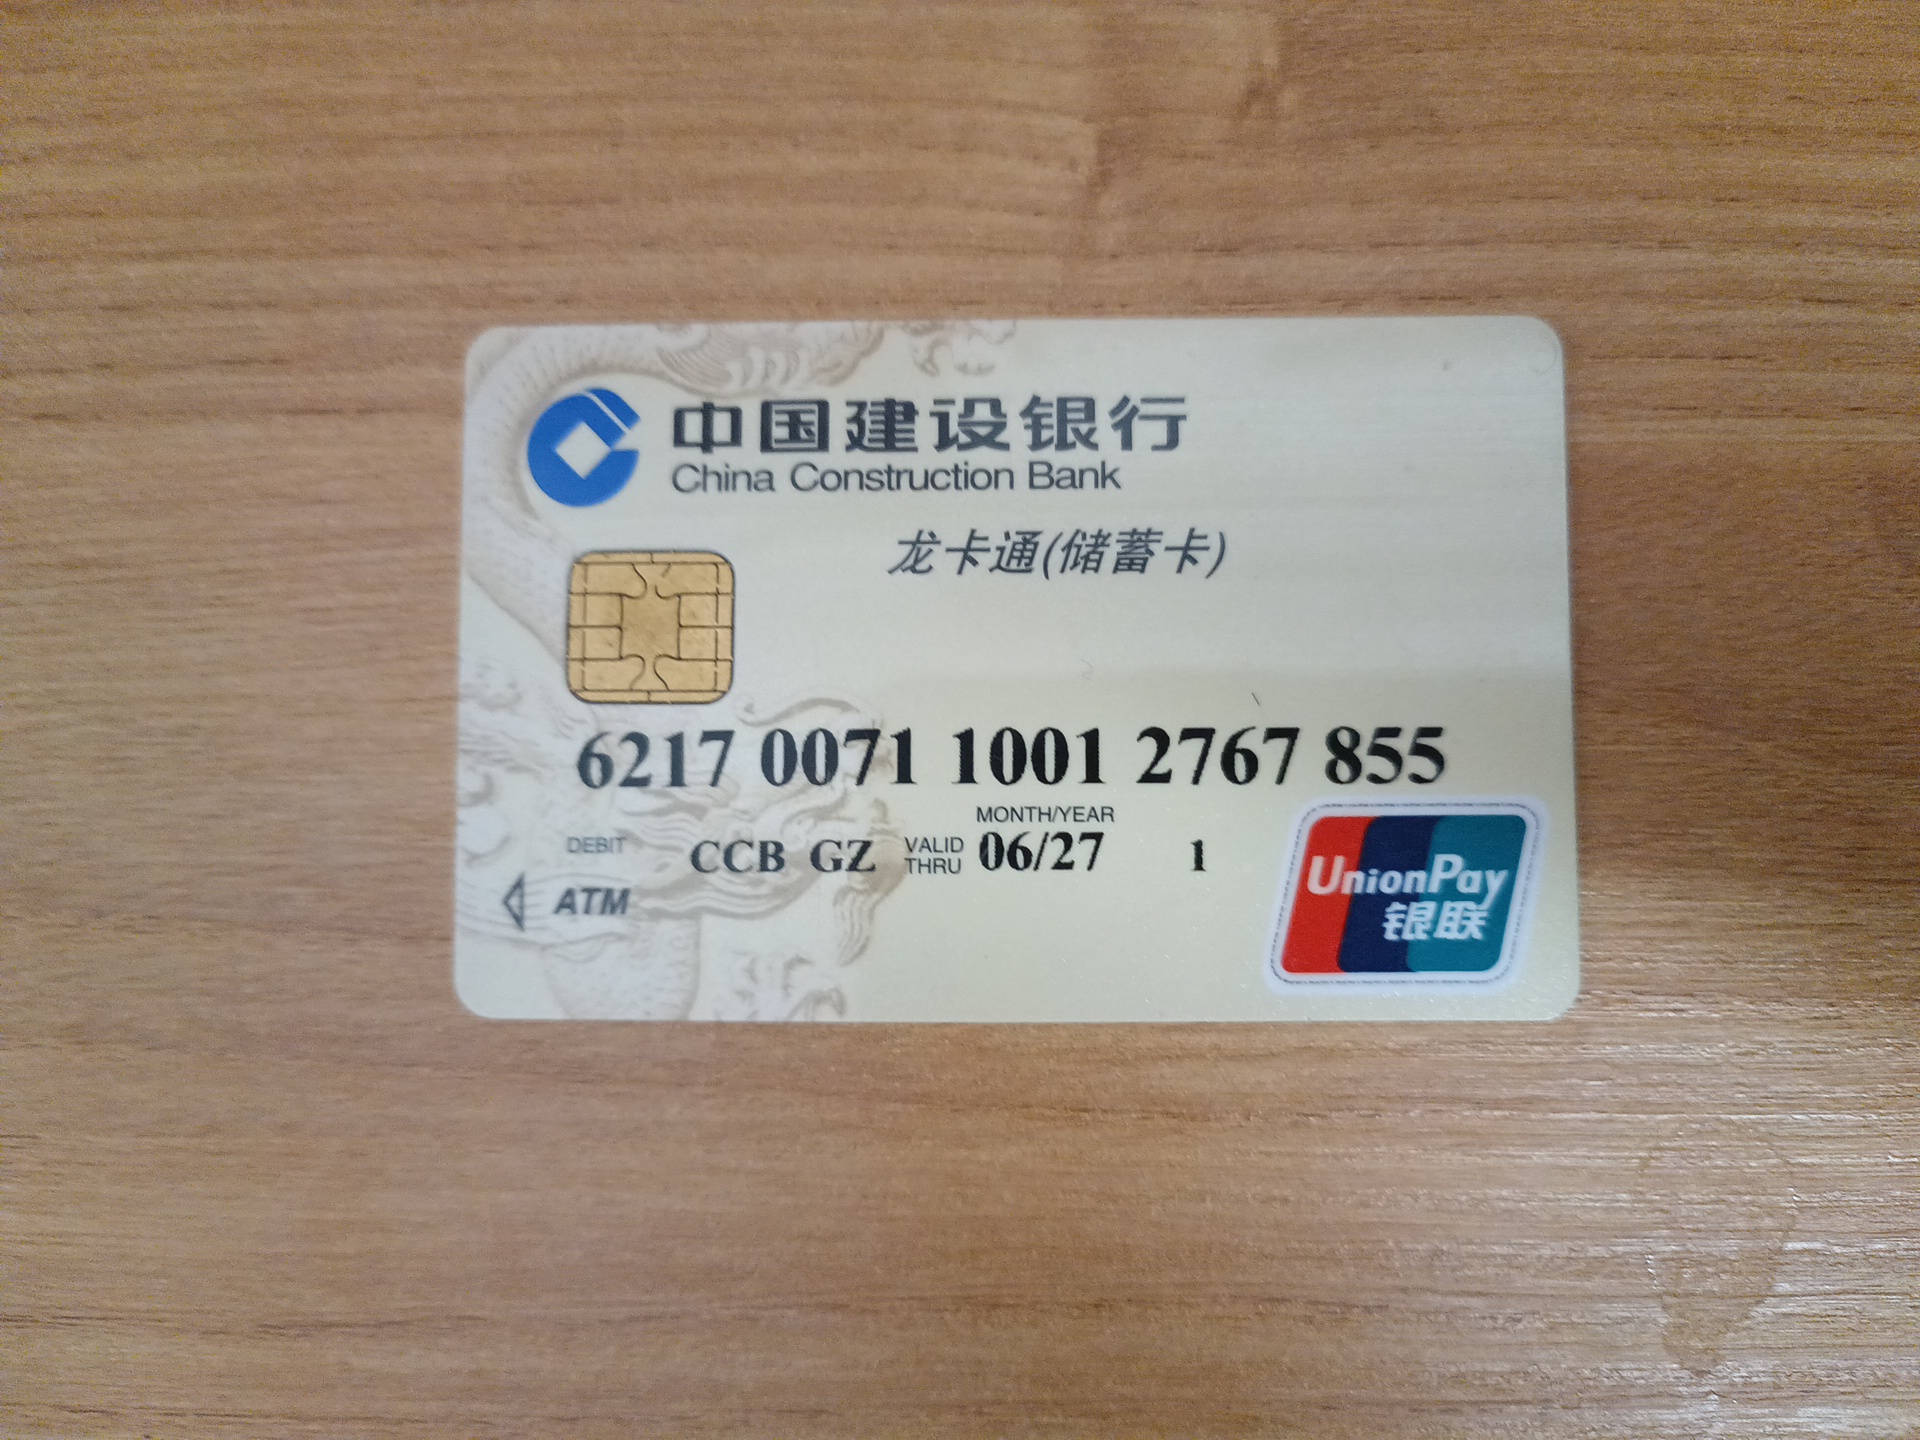 中国建设银行
China Construction Bank
龙卡通(储蓄卡)
6217 0071 1001 2767 855
MONTH/YEAR
DEBIT CCB GZ VALID THRU 06/27 1
ATM
UnionPay
银联